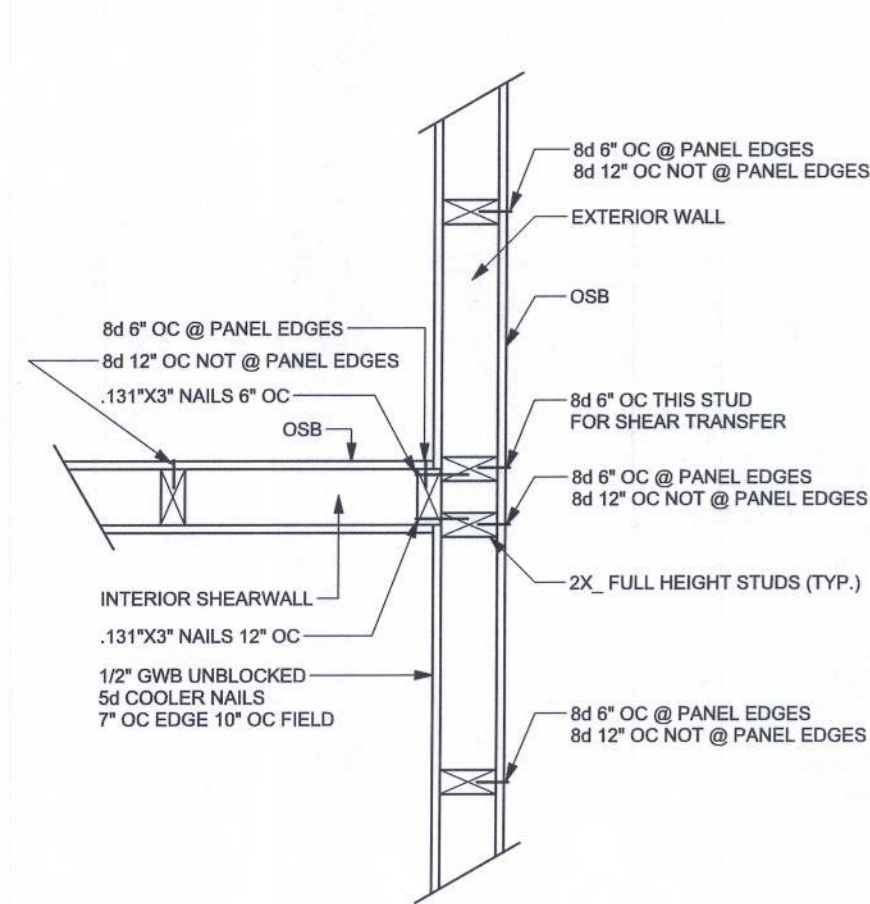 8d 6" OC @ PANEL EDGES
8d 12" OC NOT @ PANEL EDGES
EXTERIOR WALL
OSB
8d 6" OC @ PANEL EDGES
8d 12" OC NOT @ PANEL EDGES
.131"X3" NAILS 6" OC
OSB
8d 6" OC THIS STUD
FOR SHEAR TRANSFER
8d 6" OC @ PANEL EDGES
8d 12" OC NOT @ PANEL EDGES
2X_ FULL HEIGHT STUDS (TYP.)
INTERIOR SHEARWALL
.131"X3" NAILS 12" OC
1/2" GWB UNBLOCKED
5d COOLER NAILS
7" OC EDGE 10" OC FIELD
8d 6" OC @ PANEL EDGES
8d 12" OC NOT @ PANEL EDGES